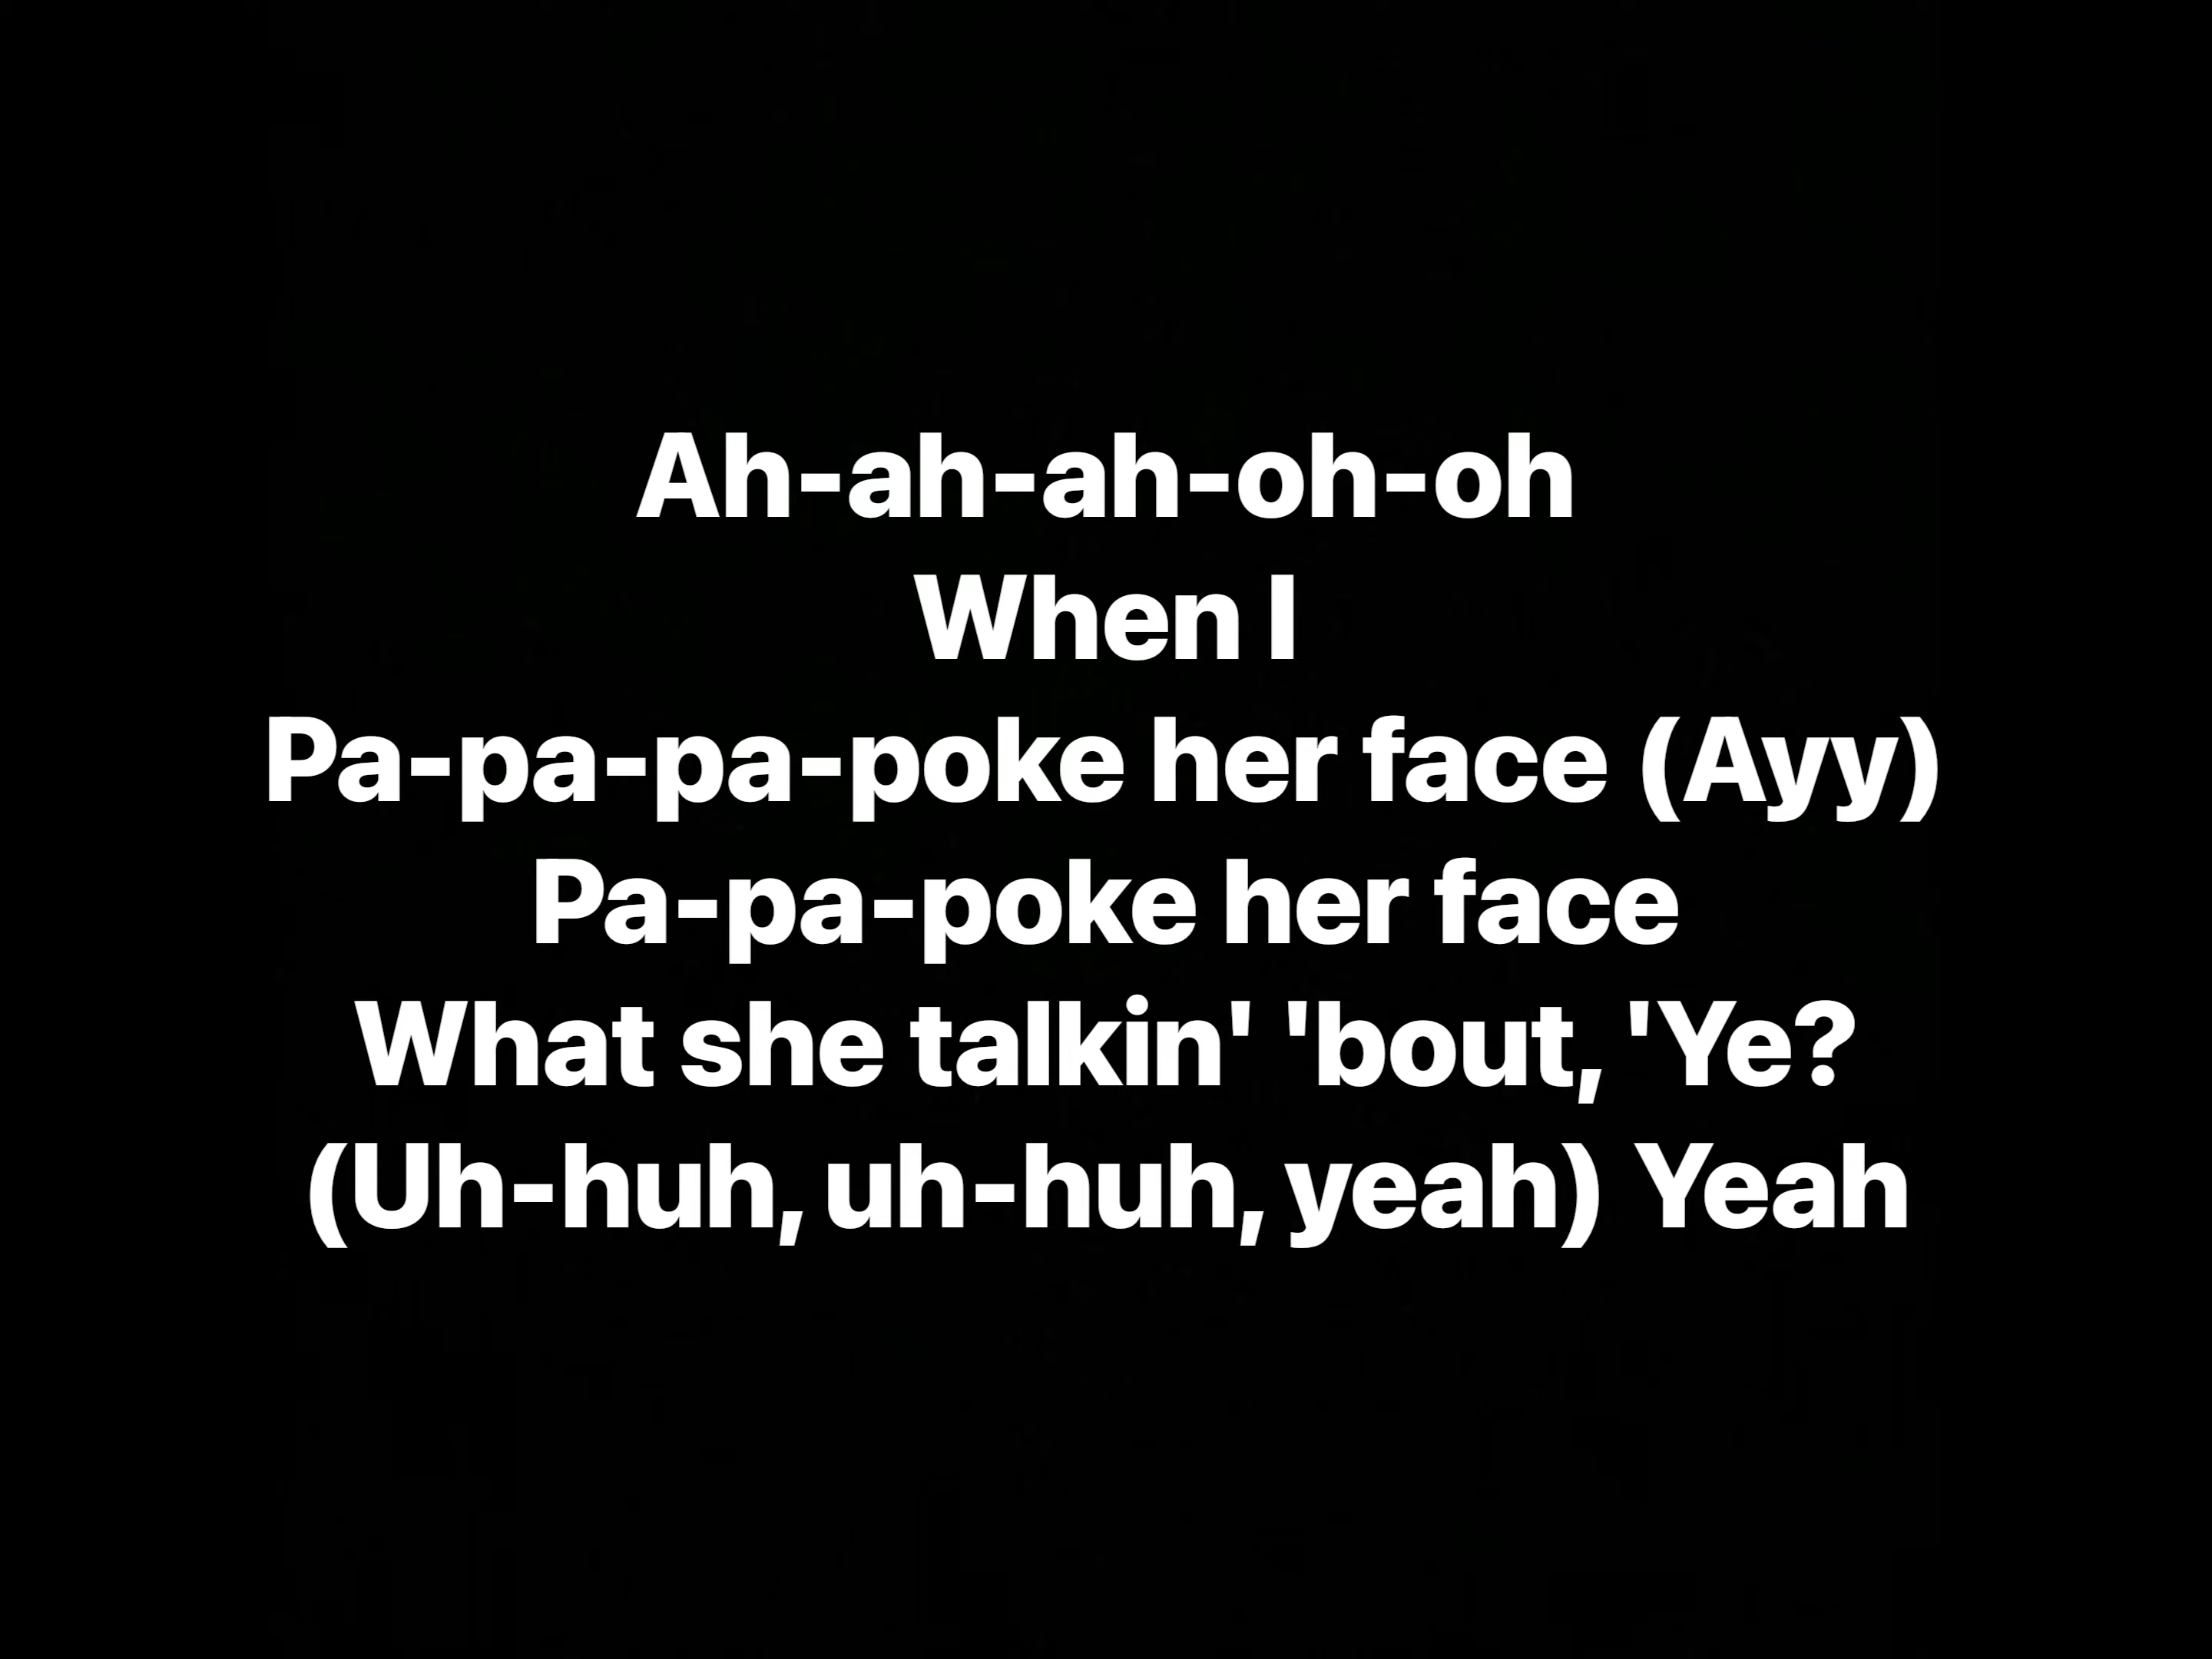 Ah-ah-ah-oh-oh
When I
Pa-pa-pa-poke her face (Ayy)
Pa-pa-poke her face
What she talkin' 'bout, 'Ye?
(Uh-huh, uh-huh, yeah) Yeah